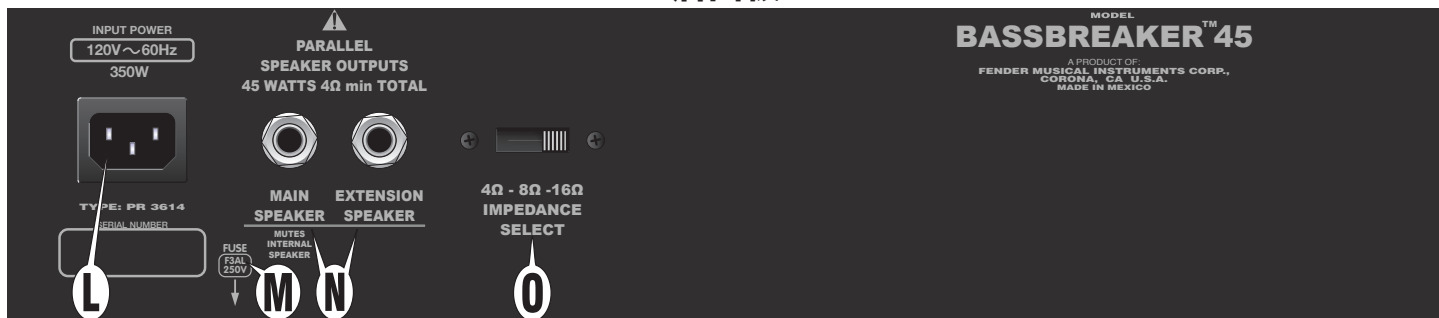 INPUT POWER
120V～60Hz
350W
TYPE: PR 3614
SERIAL NUMBER
PARALLEL
SPEAKER OUTPUTS
45 WATTS 4Ω min TOTAL
MAIN SPEAKER
EXTENSION SPEAKER
MUTES
INTERNAL
SPEAKER
FUSE
F3AL
250V
4Ω - 8Ω -16Ω
IMPEDANCE
SELECT
MODEL
BASSBREAKER™45
A PRODUCT OF:
FENDER MUSICAL INSTRUMENTS CORP.,
CORONA, CA U.S.A.
MADE IN MEXICO
L
M
N
O